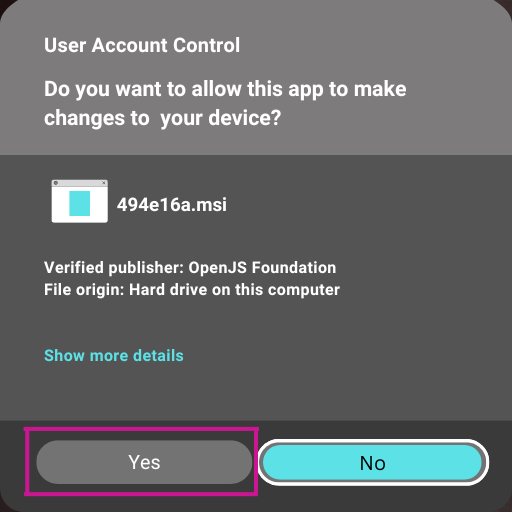 User Account Control
Do you want to allow this app to make
changes to your device?
494e16a.msi
Verified publisher: OpenJS Foundation
File origin: Hard drive on this computer
Show more details
Yes
No